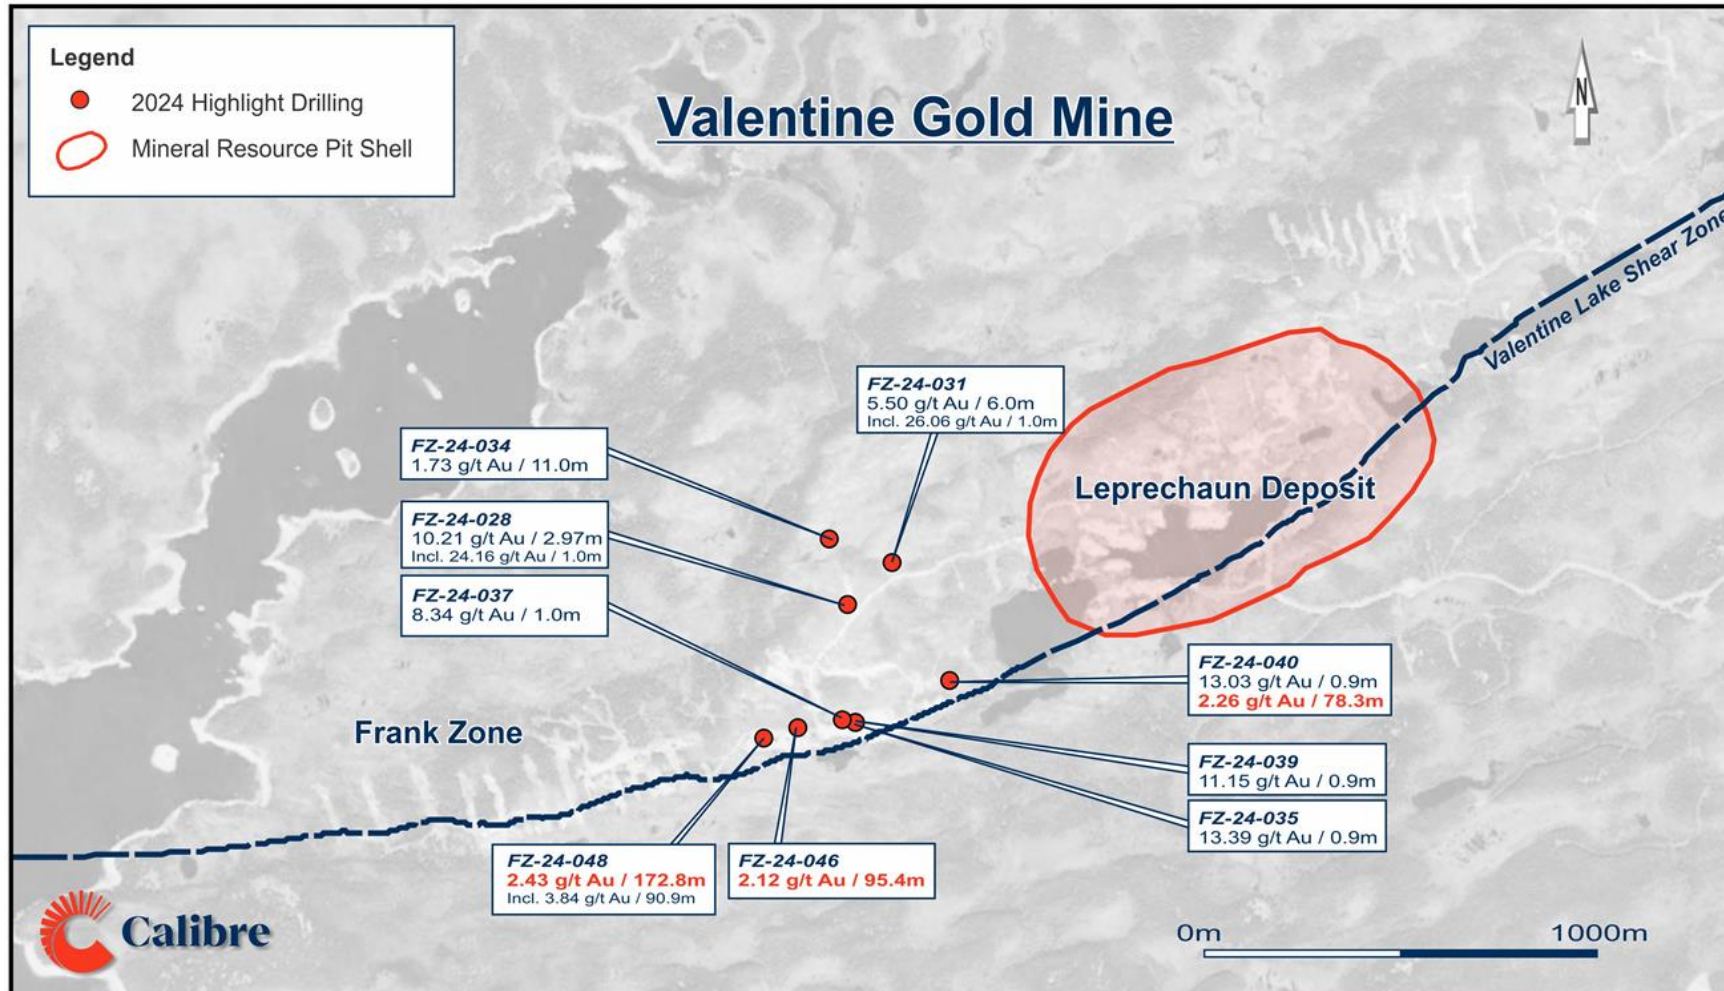 Legend
2024 Highlight Drilling
Mineral Resource Pit Shell
Valentine Gold Mine
N
Valentine Lake Shear Zone
FZ-24-031
5.50 g/t Au / 6.0m
Incl. 26.06 g/t Au / 1.0m
FZ-24-034
1.73 g/t Au / 11.0m
FZ-24-028
10.21 g/t Au / 2.97m
Incl. 24.16 g/t Au / 1.0m
FZ-24-037
8.34 g/t Au / 1.0m
Leprechaun Deposit
FZ-24-040
13.03 g/t Au / 0.9m
2.26 g/t Au / 78.3m
Frank Zone
FZ-24-039
11.15 g/t Au / 0.9m
FZ-24-035
13.39 g/t Au / 0.9m
FZ-24-048
2.43 g/t Au / 172.8m
Incl. 3.84 g/t Au / 90.9m
FZ-24-046
2.12 g/t Au / 95.4m
Calibre
0m 1000m